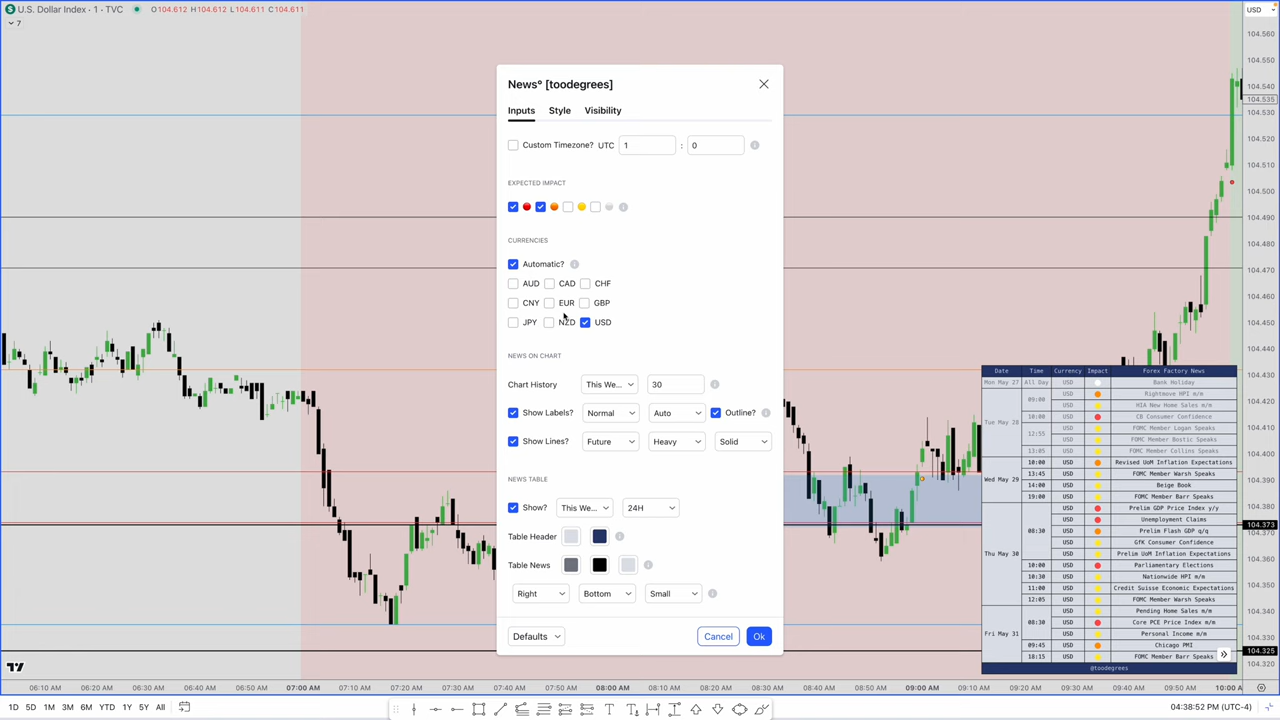 U.S. Dollar Index · 1 · TVC
O104.612 H104.612 L104.611 C104.611
7
USD
104.560
104.550
104.540
104.535
104.530
104.520
104.510
104.500
104.490
104.480
104.470
104.460
104.450
104.440
104.430
104.420
104.410
104.400
104.390
104.380
104.373
104.360
104.350
104.340
104.330
104.325
104.320
News° [toodegrees]
Inputs Style Visibility
Custom Timezone? UTC 1 : 0
EXPECTED IMPACT
CURRENCIES
Automatic?
AUD CAD CHF
CNY EUR GBP
JPY NZD USD
NEWS ON CHART
Chart History This We... 30
Show Labels? Normal Auto Outline?
Show Lines? Future Heavy Solid
NEWS TABLE
Show? This We... 24H
Table Header
Table News
Right Bottom Small
Defaults Cancel Ok
Date Time Currency Impact Forex Factory News
Mon May 27 All Day USD Bank Holiday
Tue May 28 09:00 USD Rightmove HPI m/m
USD HIA New Home Sales m/m
10:00 USD CB Consumer Confidence
12:55 USD FOMC Member Logan Speaks
USD FOMC Member Bostic Speaks
13:05 USD FOMC Member Collins Speaks
Wed May 29 10:00 USD Revised UoM Inflation Expectations
13:45 USD FOMC Member Warsh Speaks
14:00 USD Beige Book
19:00 USD FOMC Member Barr Speaks
Thu May 30 08:30 USD Prelim GDP Price Index y/y
USD Unemployment Claims
USD Prelim Flash GDP q/q
USD GfK Consumer Confidence
USD Prelim UoM Inflation Expectations
10:00 USD Parliamentary Elections
10:30 USD Nationwide HPI m/m
11:00 USD Credit Suisse Economic Expectations
12:05 USD FOMC Member Warsh Speaks
Fri May 31 08:30 USD Pending Home Sales m/m
USD Core PCE Price Index m/m
USD Personal Income m/m
09:45 USD Chicago PMI
18:15 USD FOMC Member Barr Speaks
@toodegrees
06:10 AM 06:20 AM 06:30 AM 06:40 AM 06:50 AM 07:00 AM 07:10 AM 07:20 AM 07:30 AM 07:40 AM 07:50 AM 08:00 AM 08:10 AM 08:20 AM 08:30 AM 08:40 AM 08:50 AM 09:00 AM 09:10 AM 09:20 AM 09:30 AM 09:40 AM 09:50 AM 10:00 A
1D 5D 1M 3M 6M YTD 1Y 5Y All
04:38:52 PM (UTC-4)